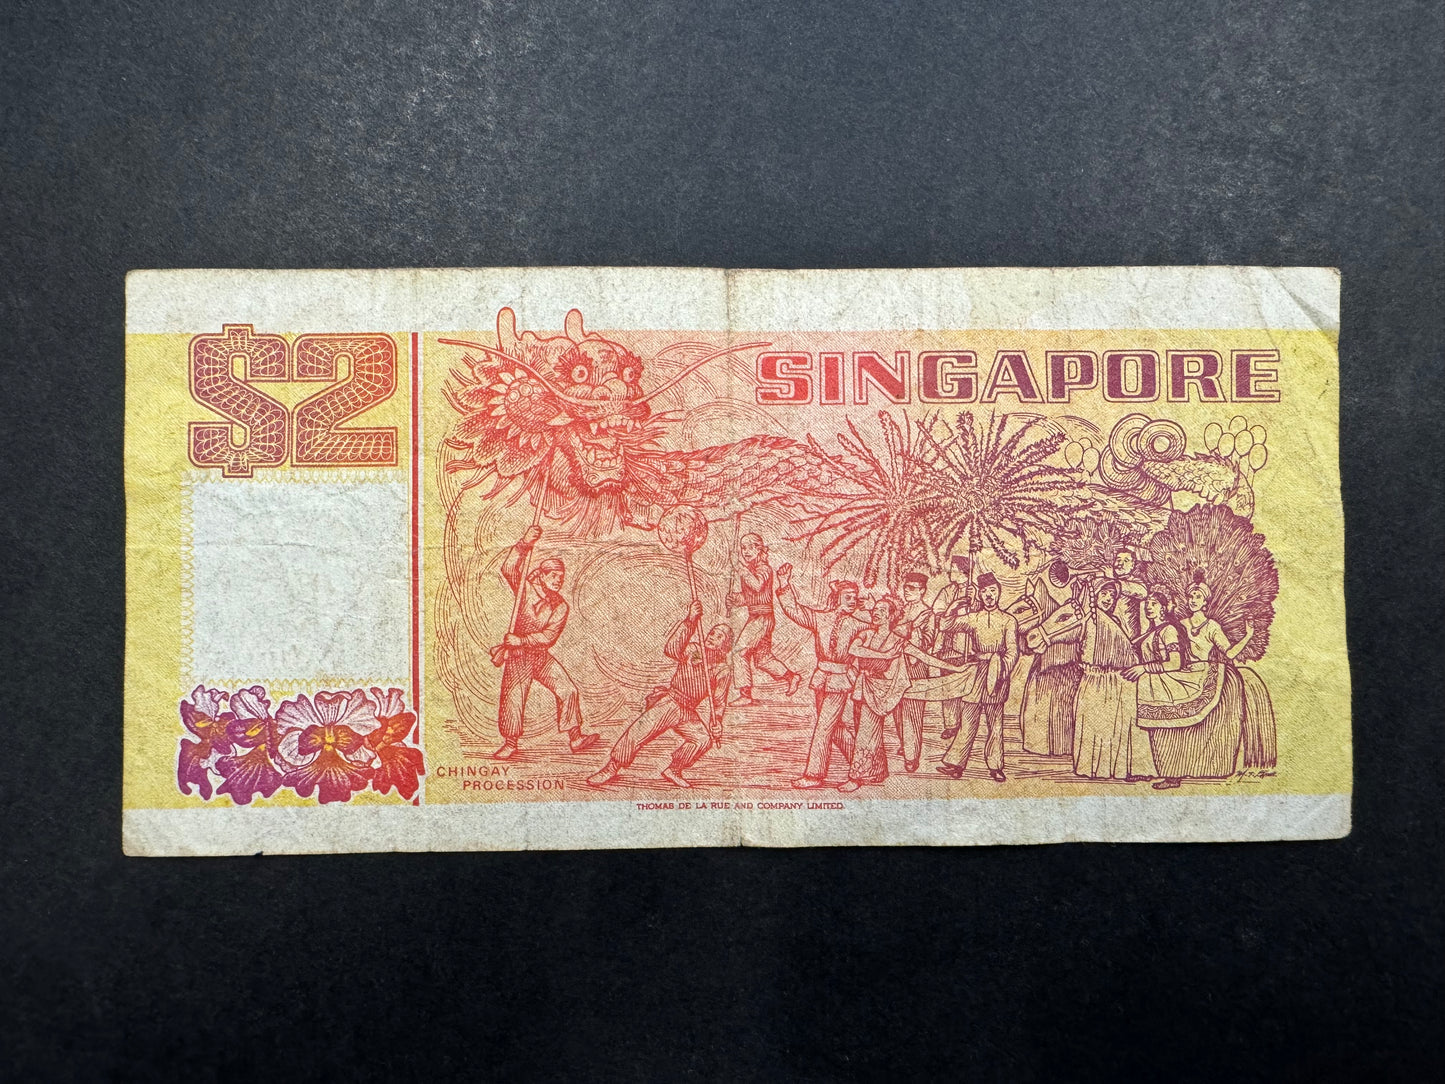 $2
SINGAPORE
CHINGAY
PROCESSION
THOMAS DE LA RUE AND COMPANY LIMITED.